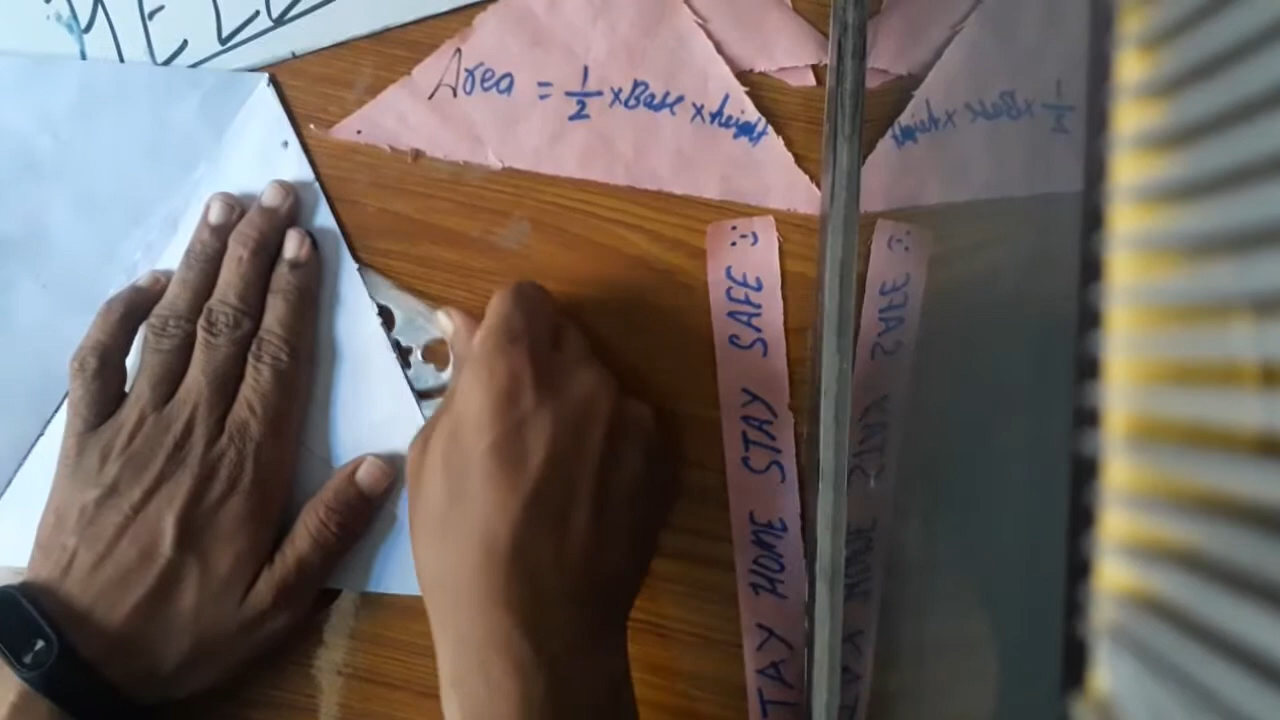 Area = 1/2 × Base × height
STAY HOME STAY SAFE :-)